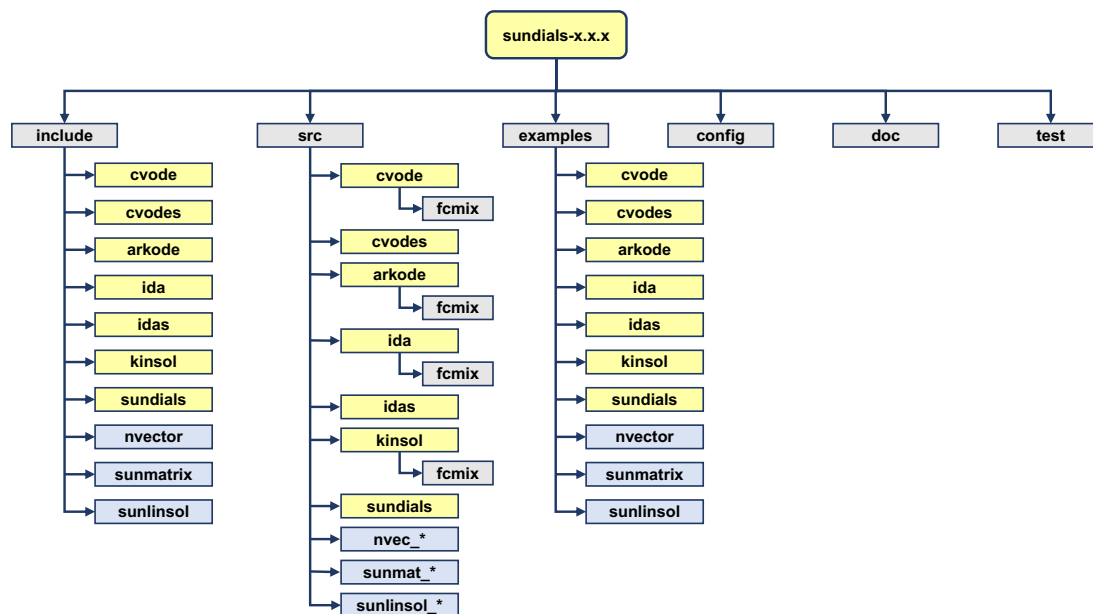 sundials-x.x.x
include
src
examples
config
doc
test
cvode
cvodes
arkode
ida
idas
kinsol
sundials
nvector
sunmatrix
sunlinsol
cvode
fcmix
cvodes
arkode
fcmix
ida
fcmix
idas
kinsol
fcmix
sundials
nvec_*
sunmat_*
sunlinsol_*
cvode
cvodes
arkode
ida
idas
kinsol
sundials
nvector
sunmatrix
sunlinsol